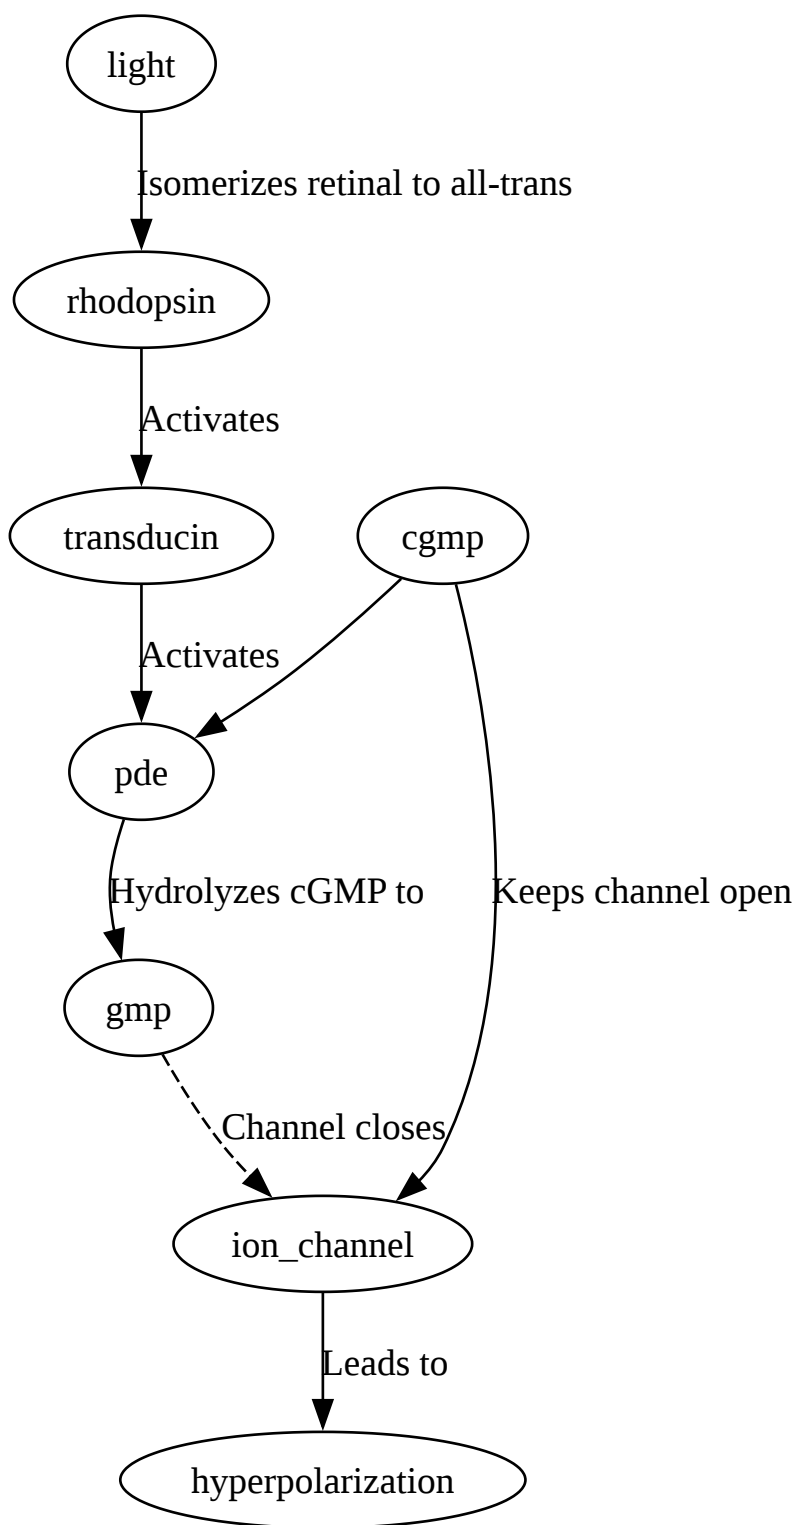 light
Isomerizes retinal to all-trans
rhodopsin
Activates
transducin
cgmp
Activates
pde
Hydrolyzes cGMP to
Keeps channel open
gmp
Channel closes
ion_channel
Leads to
hyperpolarization